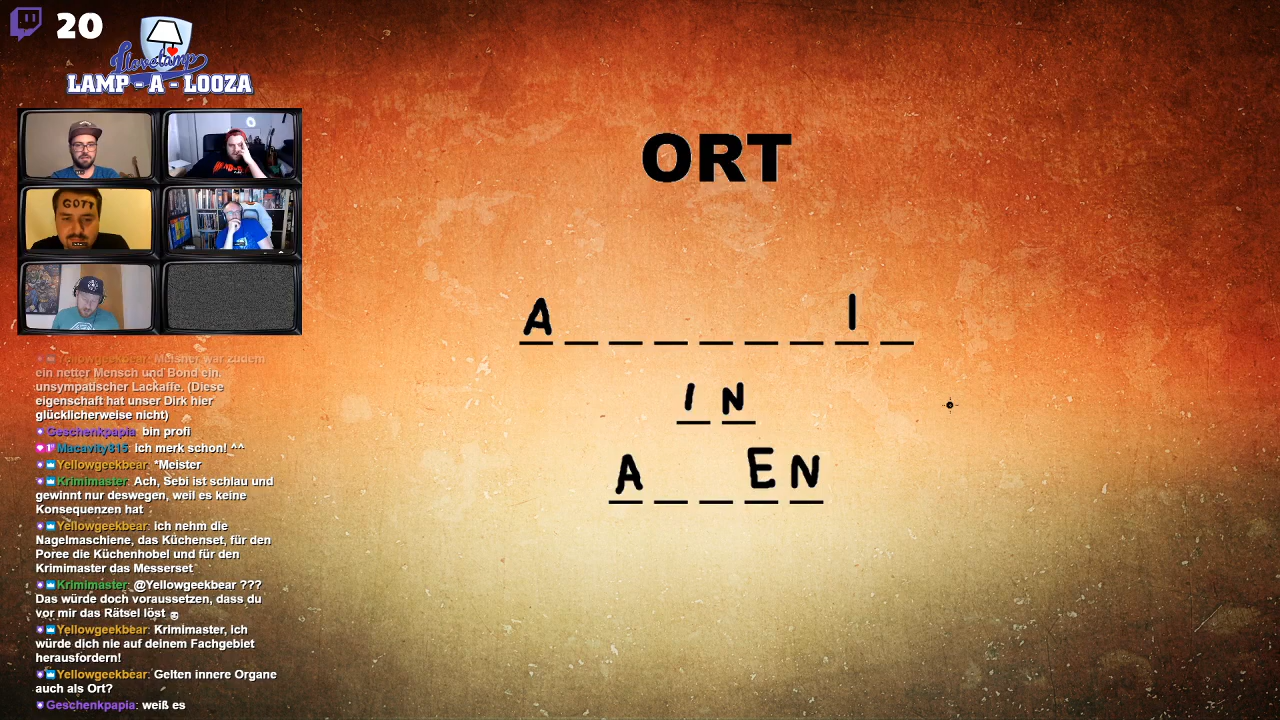 20
Ilovelamp
LAMP - A - LOOZA
GOTT
ORT
A _ _ _ _ _ _ I _
I N
A _ _ E N
Yellowgeekbear: Meister war zudem
ein netter Mensch und Bond ein,
unsympatischer Lackaffe. (Diese
eigenschaft hat unser Dirk hier
glücklicherweise nicht)
Geschenkpapia: bin profi
Macavity815: ich merk schon! ^^
Yellowgeekbear: *Meister
Krimimaster: Ach, Sebi ist schlau und
gewinnt nur deswegen, weil es keine
Konsequenzen hat
Yellowgeekbear: ich nehm die
Nagelmaschiene, das Küchenset, für den
Poree die Küchenhobel und für den
Krimimaster das Messerset
Krimimaster: @Yellowgeekbear ???
Das würde doch voraussetzen, dass du
vor mir das Rätsel löst
Yellowgeekbear: Krimimaster, ich
würde dich nie auf deinem Fachgebiet
herausfordern!
Yellowgeekbear: Gelten innere Organe
auch als Ort?
Geschenkpapia: weiß es